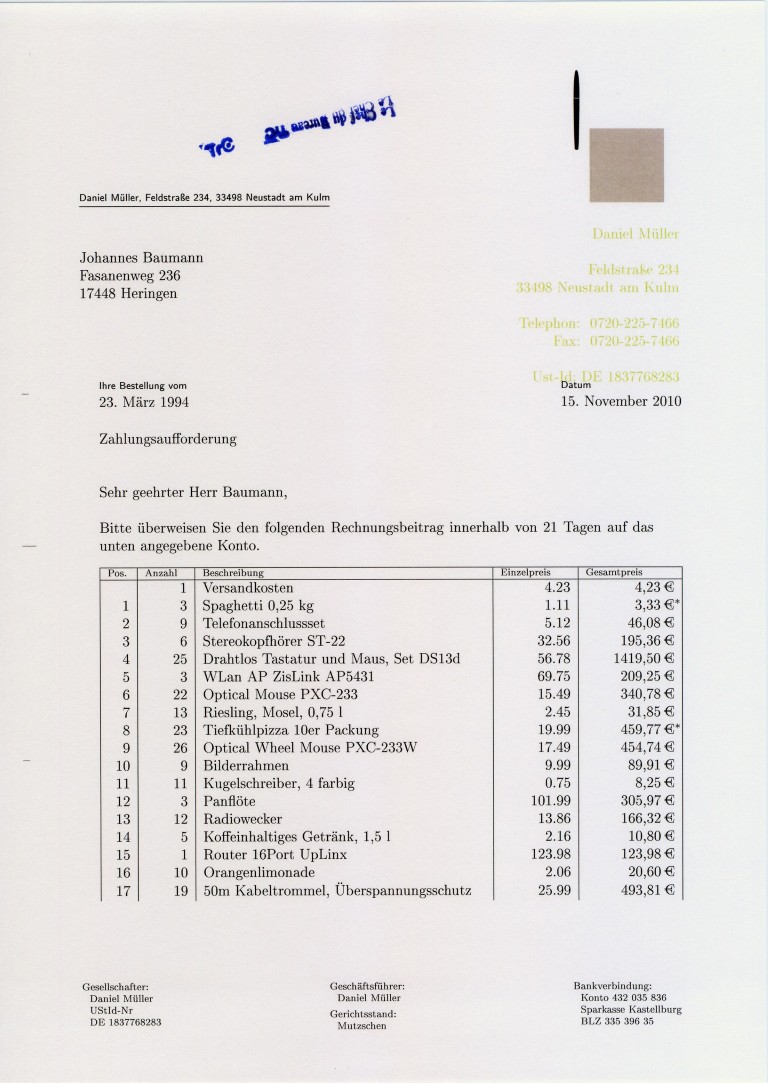 Le Chef du Bureau TrC
TrC
Daniel Müller, Feldstraße 234, 33498 Neustadt am Kulm
Daniel Müller
Feldstraße 234
33498 Neustadt am Kulm
Telephon: 0720-225-7466
Fax: 0720-225-7466
Ust-Id: DE 1837768283
Johannes Baumann
Fasanenweg 236
17448 Heringen
Ihre Bestellung vom
23. März 1994
Datum
15. November 2010
Zahlungsaufforderung
Sehr geehrter Herr Baumann,
Bitte überweisen Sie den folgenden Rechnungsbeitrag innerhalb von 21 Tagen auf das
unten angegebene Konto.
Pos. Anzahl Beschreibung Einzelpreis Gesamtpreis
1 Versandkosten 4.23 4,23 €
1 3 Spaghetti 0,25 kg 1.11 3,33 €*
2 9 Telefonanschlussset 5.12 46,08 €
3 6 Stereokopfhörer ST-22 32.56 195,36 €
4 25 Drahtlos Tastatur und Maus, Set DS13d 56.78 1419,50 €
5 3 WLan AP ZisLink AP5431 69.75 209,25 €
6 22 Optical Mouse PXC-233 15.49 340,78 €
7 13 Riesling, Mosel, 0,75 l 2.45 31,85 €
8 23 Tiefkühlpizza 10er Packung 19.99 459,77 €*
9 26 Optical Wheel Mouse PXC-233W 17.49 454,74 €
10 9 Bilderrahmen 9.99 89,91 €
11 11 Kugelschreiber, 4 farbig 0.75 8,25 €
12 3 Panflöte 101.99 305,97 €
13 12 Radiowecker 13.86 166,32 €
14 5 Koffeinhaltiges Getränk, 1,5 l 2.16 10,80 €
15 1 Router 16Port UpLinx 123.98 123,98 €
16 10 Orangenlimonade 2.06 20,60 €
17 19 50m Kabeltrommel, Überspannungsschutz 25.99 493,81 €
Gesellschafter:
Daniel Müller
UStId-Nr
DE 1837768283
Geschäftsführer:
Daniel Müller
Gerichtsstand:
Mutzschen
Bankverbindung:
Konto 432 035 836
Sparkasse Kastellburg
BLZ 335 396 35